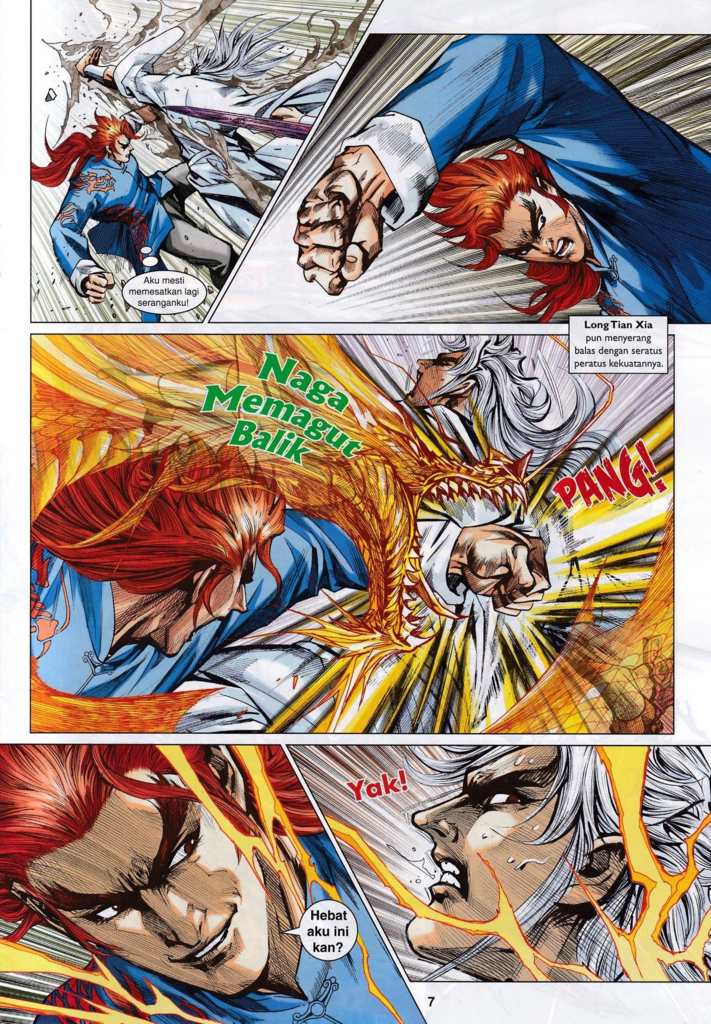 Aku mesti
memesatkan lagi
seranganku!
Long Tian Xia
pun menyerang
balas dengan seratus
peratus kekuatannya.
Naga
Memagut
Balik
PANG!
Yak!
Hebat
aku ini
kan?
7